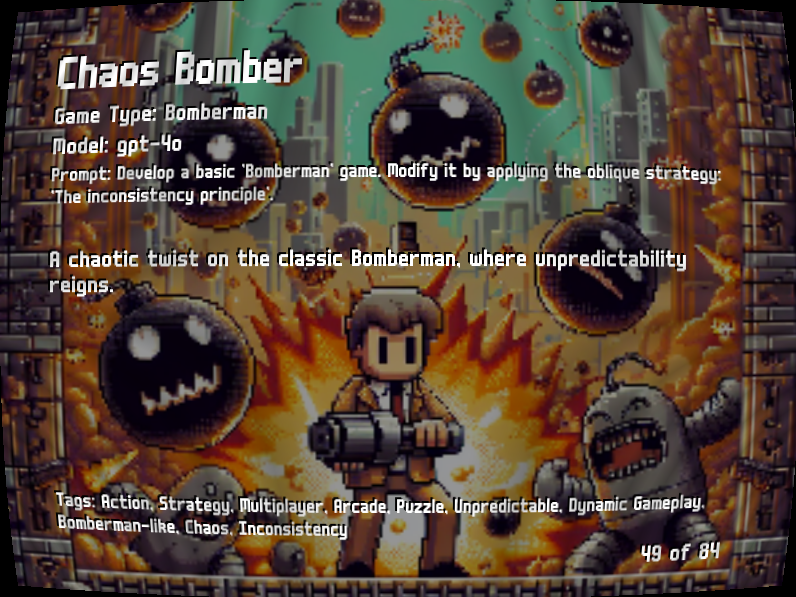 Chaos Bomber
Game Type: Bomberman
Model: gpt-4o
Prompt: Develop a basic 'Bomberman' game. Modify it by applying the oblique strategy:
'The inconsistency principle'.
A chaotic twist on the classic Bomberman, where unpredictability
reigns.
Tags: Action, Strategy, Multiplayer, Arcade, Puzzle, Unpredictable, Dynamic Gameplay,
Bomberman-like, Chaos, Inconsistency
49 of 84